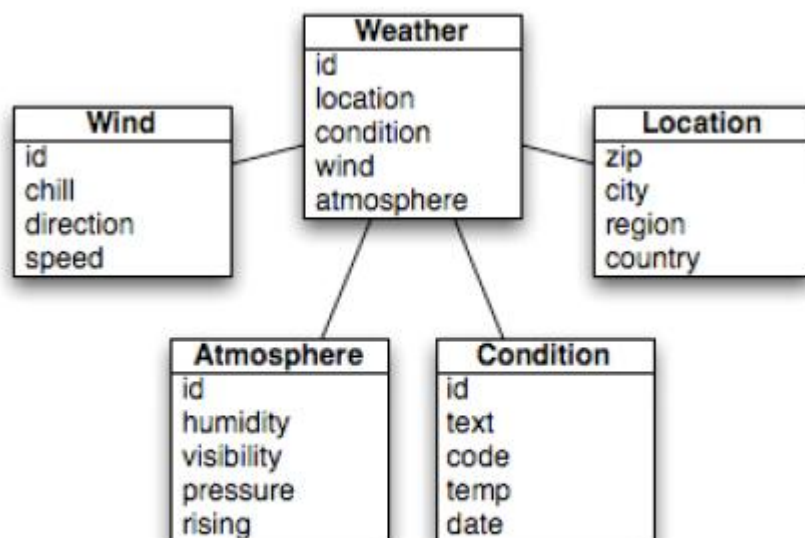 Weather
id
location
condition
wind
atmosphere
Wind
id
chill
direction
speed
Location
zip
city
region
country
Atmosphere
id
humidity
visibility
pressure
rising
Condition
id
text
code
temp
date